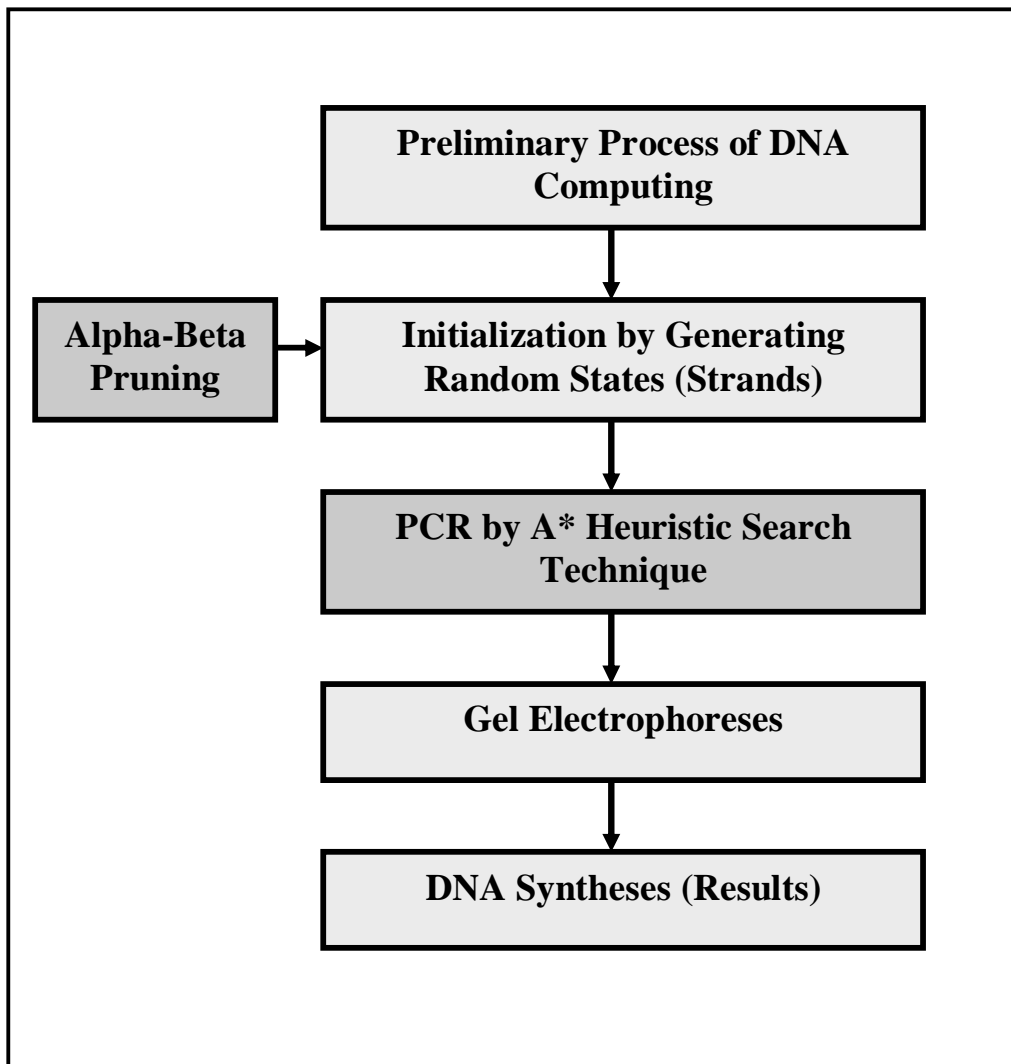 Preliminary Process of DNA
Computing
Alpha-Beta
Pruning
Initialization by Generating
Random States (Strands)
PCR by A* Heuristic Search
Technique
Gel Electrophoreses
DNA Syntheses (Results)